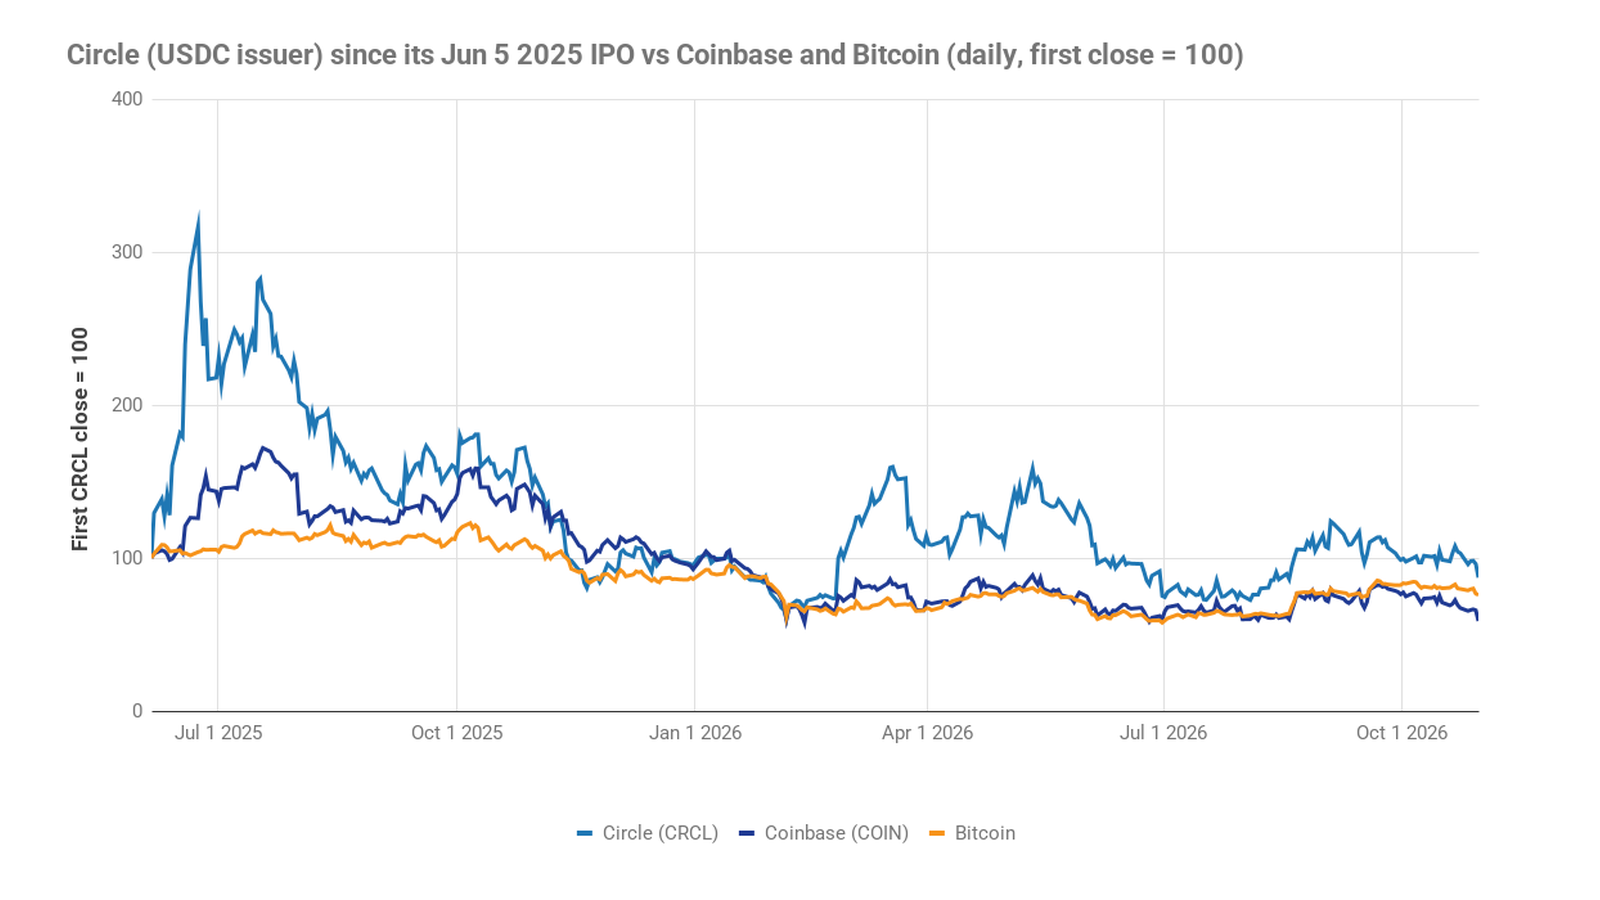 Circle (USDC issuer) since its Jun 5 2025 IPO vs Coinbase and Bitcoin (daily, first close = 100)
First CRCL close = 100
400
300
200
100
0
Jul 1 2025
Oct 1 2025
Jan 1 2026
Apr 1 2026
Jul 1 2026
Oct 1 2026
Circle (CRCL)
Coinbase (COIN)
Bitcoin